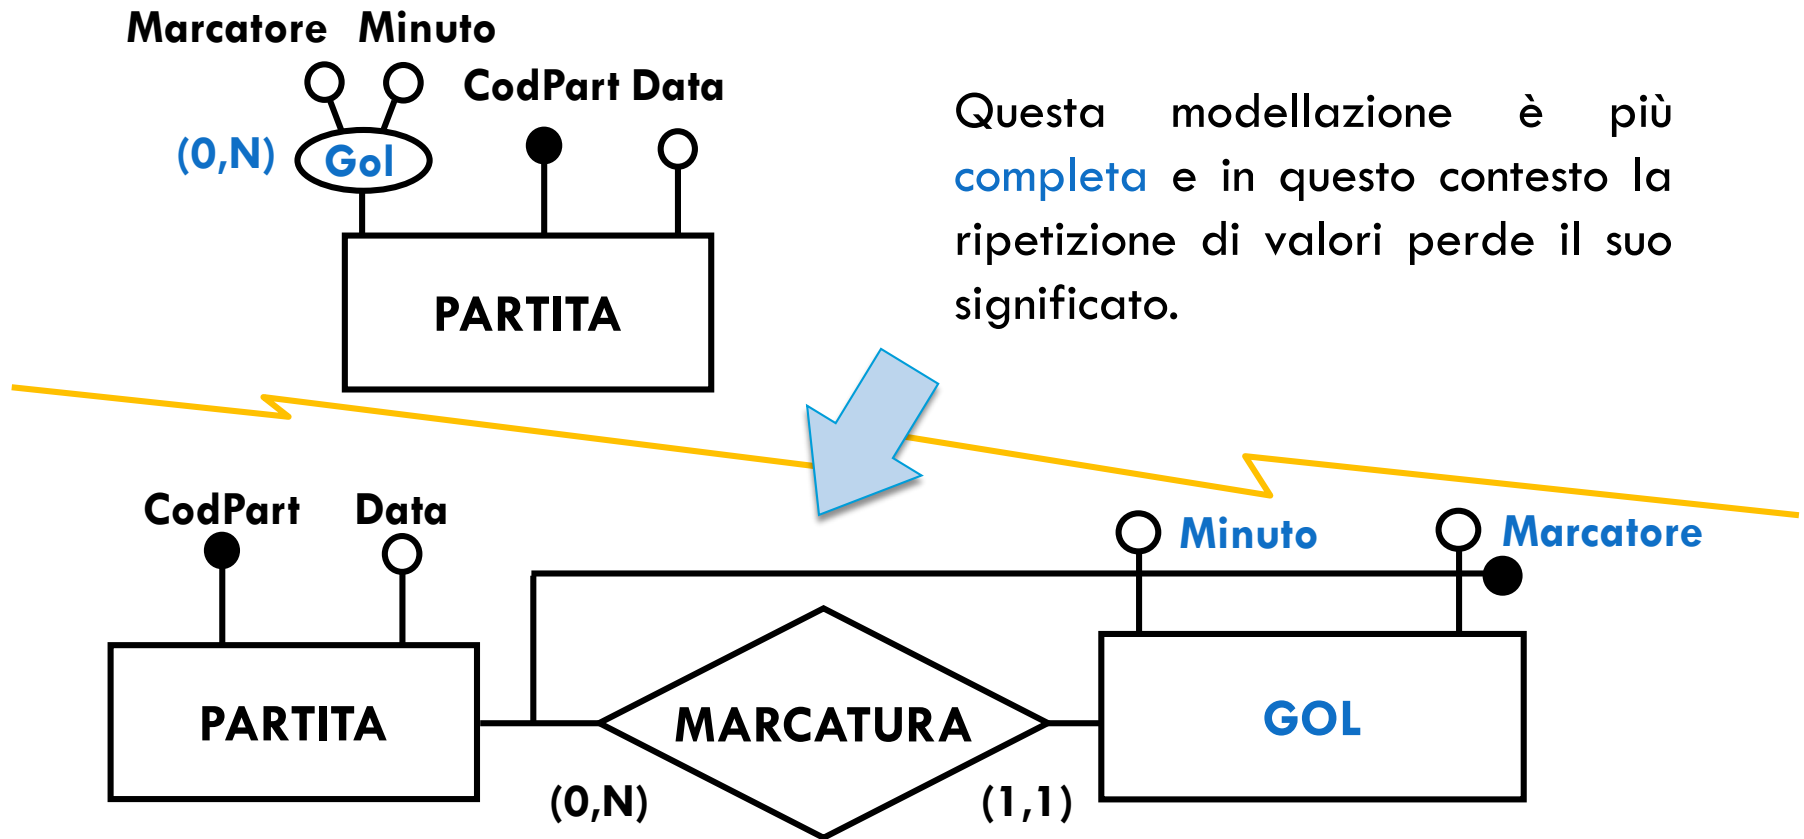 Marcatore Minuto
CodPart Data
(0,N) Gol
PARTITA
Questa modellazione è più
completa e in questo contesto la
ripetizione di valori perde il suo
significato.
CodPart Data
Minuto Marcatore
PARTITA MARCATURA GOL
(0,N) (1,1)